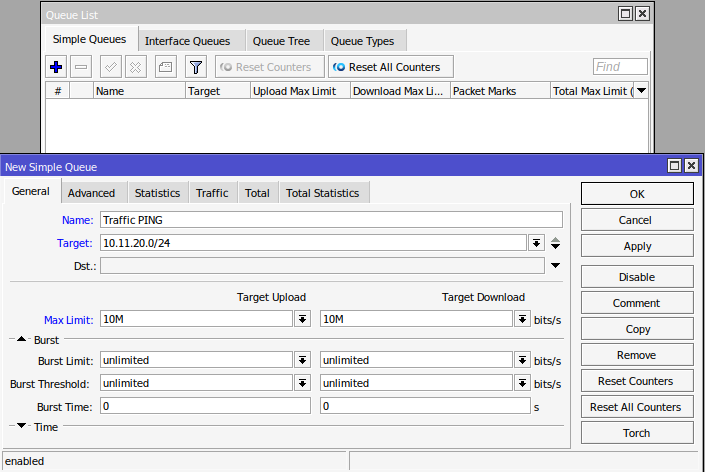 Queue List
Simple Queues Interface Queues Queue Tree Queue Types
Reset Counters Reset All Counters Find
# Name Target Upload Max Limit Download Max Li... Packet Marks Total Max Limit (
New Simple Queue
General Advanced Statistics Traffic Total Total Statistics
OK
Name: Traffic PING
Cancel
Target: 10.11.20.0/24
Apply
Dst.:
Disable
Target Upload Target Download
Comment
Max Limit: 10M 10M bits/s
Copy
Burst
Burst Limit: unlimited unlimited bits/s
Remove
Burst Threshold: unlimited unlimited bits/s
Reset Counters
Burst Time: 0 0 s
Reset All Counters
Time
Torch
enabled